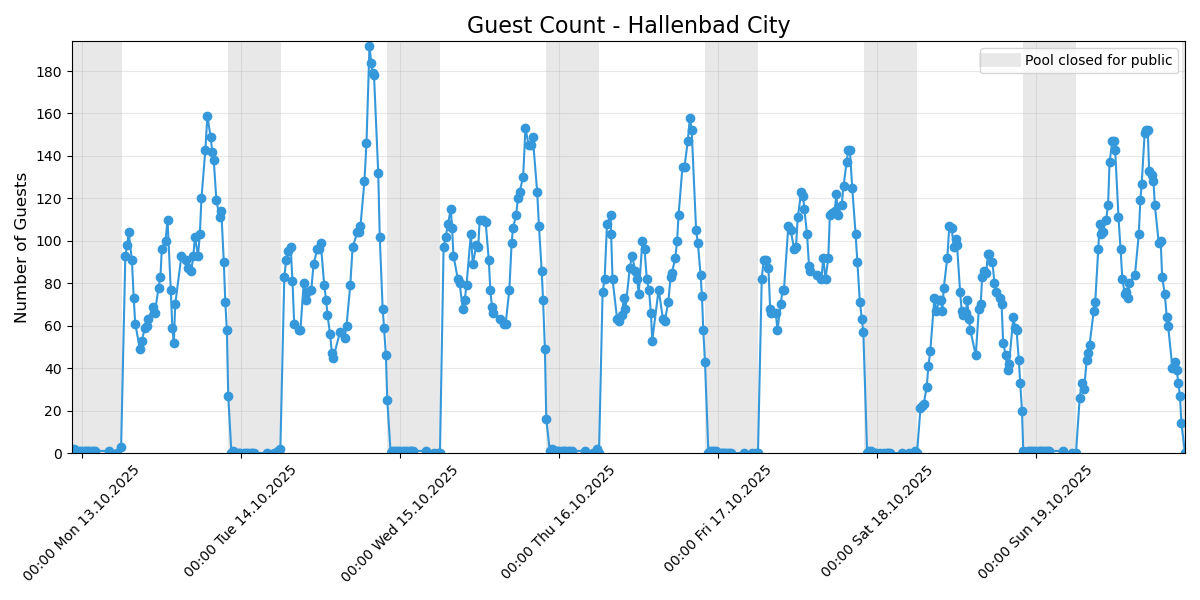 Guest Count - Hallenbad City
Pool closed for public
Number of Guests
180
160
140
120
100
80
60
40
20
0
00:00 Mon 13.10.2025
00:00 Tue 14.10.2025
00:00 Wed 15.10.2025
00:00 Thu 16.10.2025
00:00 Fri 17.10.2025
00:00 Sat 18.10.2025
00:00 Sun 19.10.2025